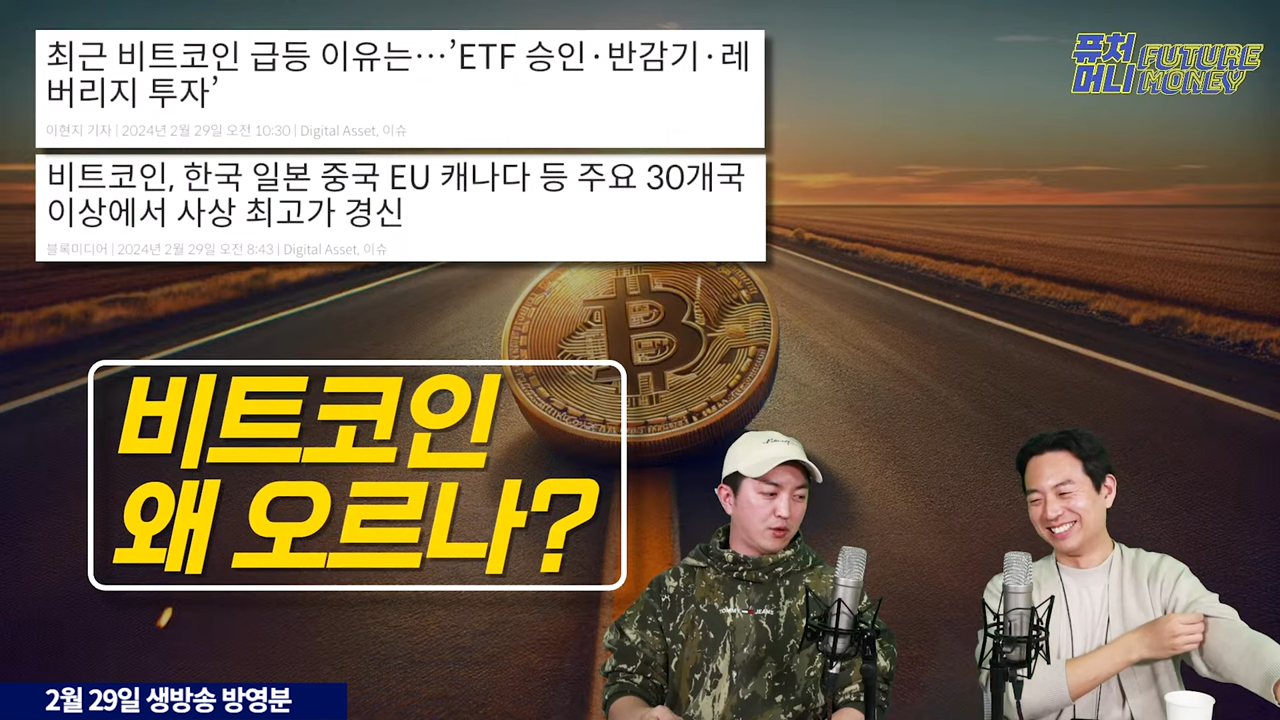 최근 비트코인 급등 이유는…’ETF 승인·반감기·레
버리지 투자’
이현지 기자 | 2024년 2월 29일 오전 10:30 | Digital Asset, 이슈
비트코인, 한국 일본 중국 EU 캐나다 등 주요 30개국
이상에서 사상 최고가 경신
블록미디어 | 2024년 2월 29일 오전 8:43 | Digital Asset, 이슈
퓨처 FUTURE
머니 MONEY
비트코인
왜 오르나?
TOMMY JEANS
2월 29일 생방송 방영분